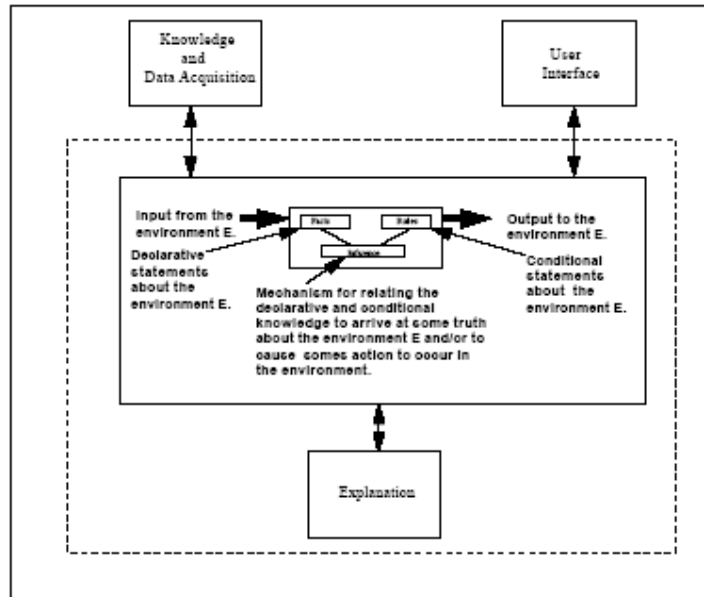 Knowledge
and
Data Acquisition
User
Interface
Input from the
environment E.
Facts
Rules
Output to the
environment E.
Declarative
statements
about the
environment E.
Inference
Conditional
statements
about the
environment E.
Mechanism for relating the
declarative and conditional
knowledge to arrive at some truth
about the environment E and/or to
cause somes action to occur in
the environment.
Explanation